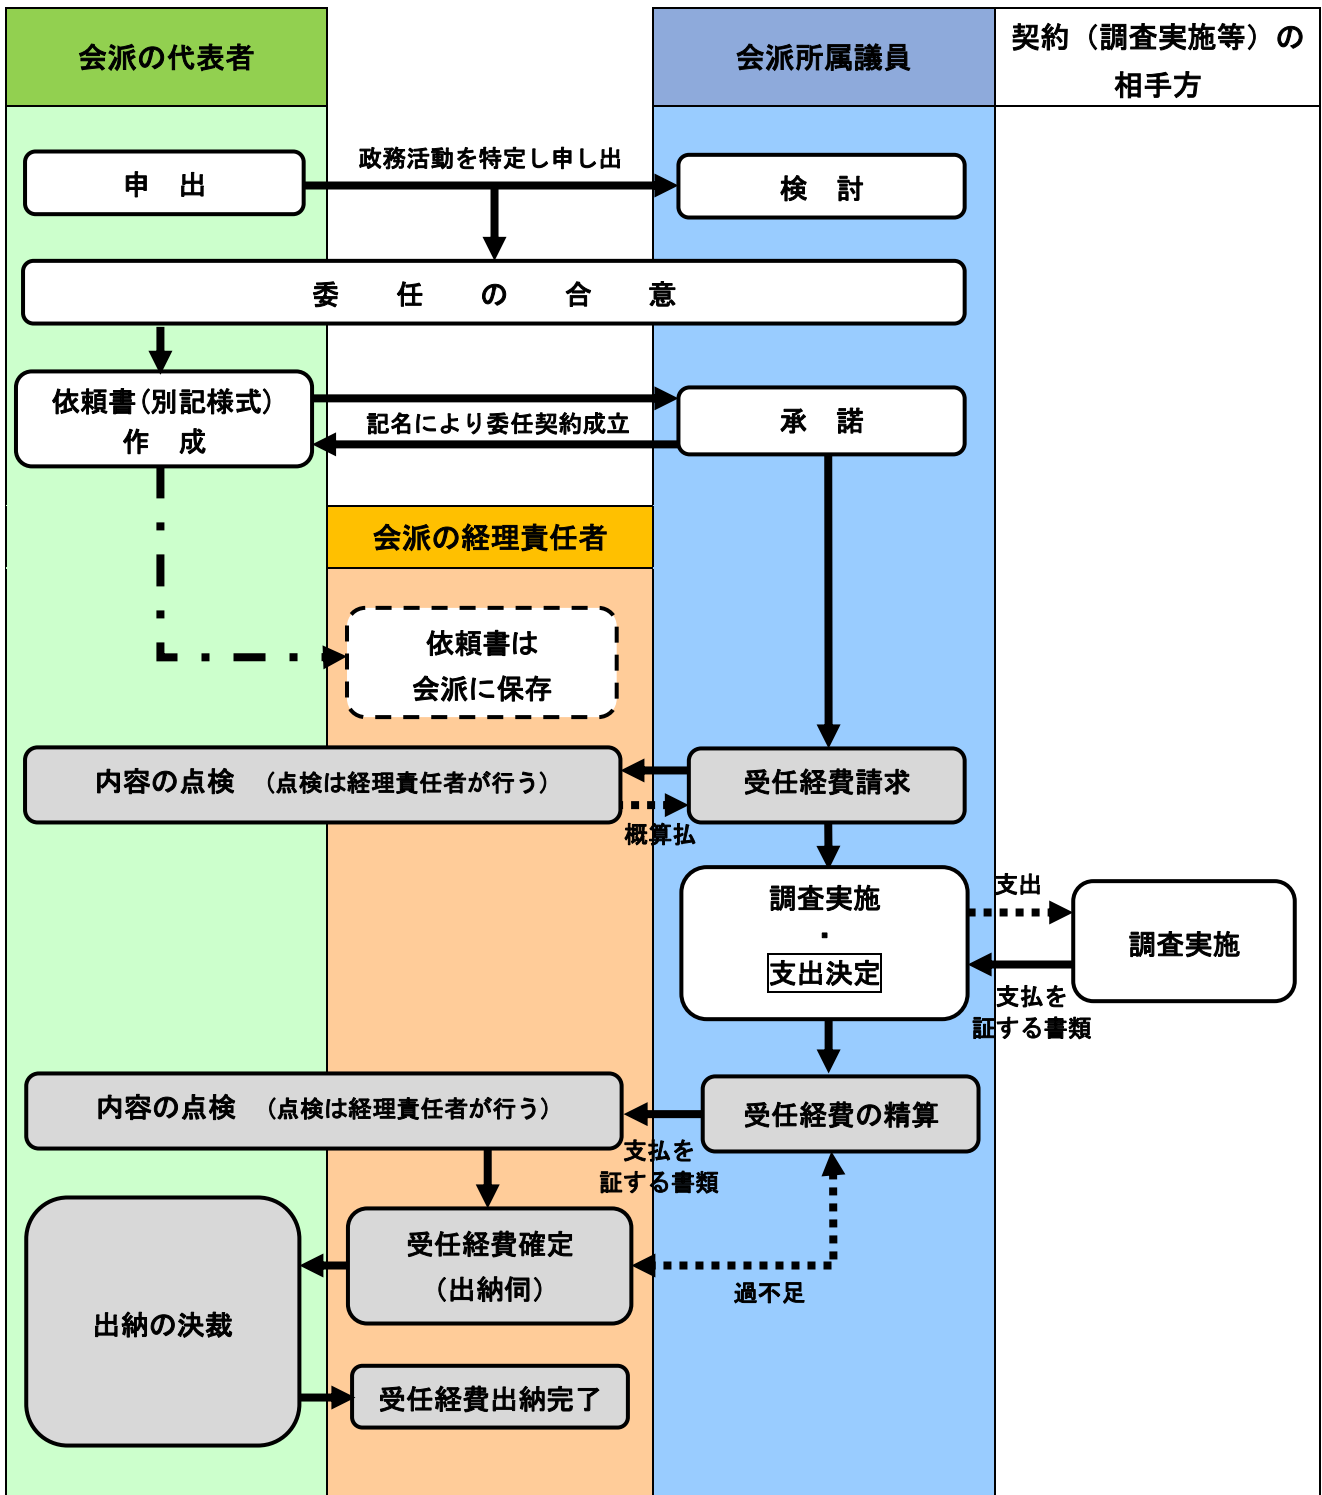 会派の代表者
会派所属議員
契約（調査実施等）の
相手方
申　出
政務活動を特定し申し出
検　討
委　任　の　合　意
依頼書(別記様式)
作　成
記名により委任契約成立
承　諾
会派の経理責任者
依頼書は
会派に保存
内容の点検　（点検は経理責任者が行う）
受任経費請求
概算払
調査実施
・
支出決定
支出
調査実施
支払を
証する書類
内容の点検　（点検は経理責任者が行う）
受任経費の精算
支払を
証する書類
受任経費確定
（出納伺）
過不足
出納の決裁
受任経費出納完了